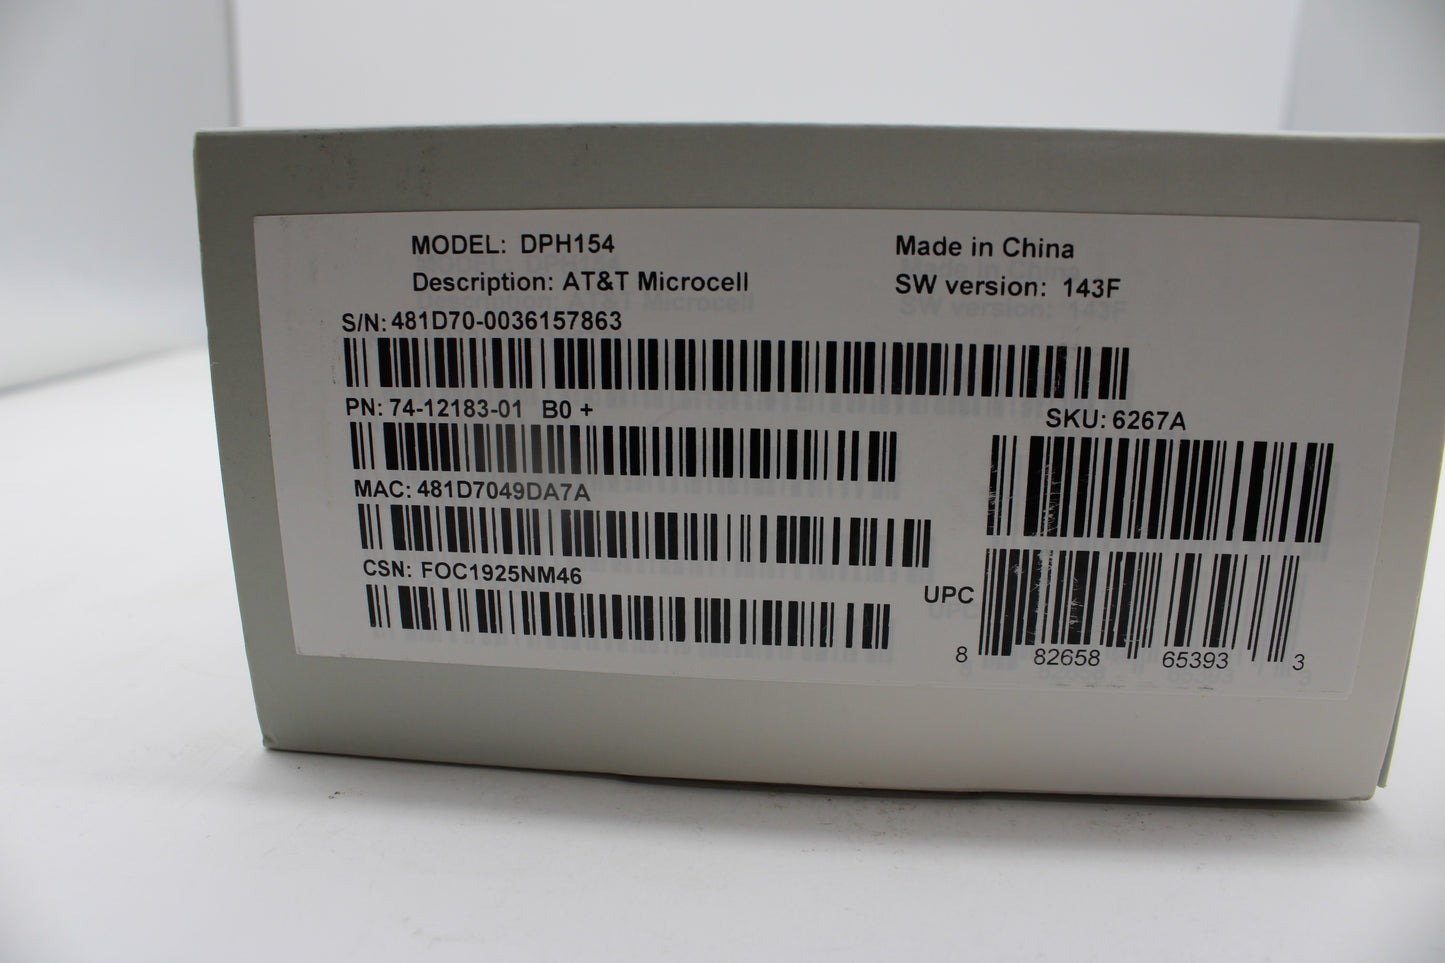 MODEL: DPH154
Description: AT&T Microcell
Made in China
SW version: 143F
S/N: 481D70-0036157863
PN: 74-12183-01 B0 +
MAC: 481D7049DA7A
CSN: FOC1925NM46
SKU: 6267A
UPC
8 82658 65393 3